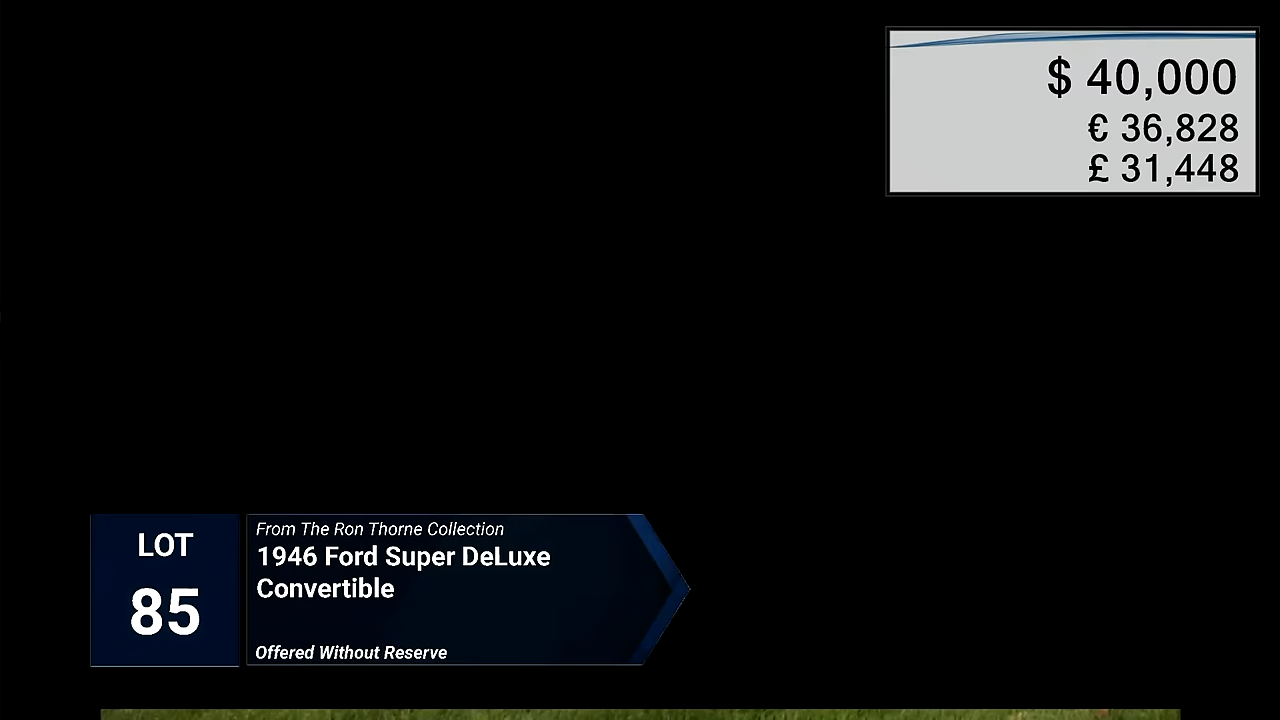 $ 40,000
€ 36,828
£ 31,448
LOT
85
From The Ron Thorne Collection
1946 Ford Super DeLuxe
Convertible
Offered Without Reserve